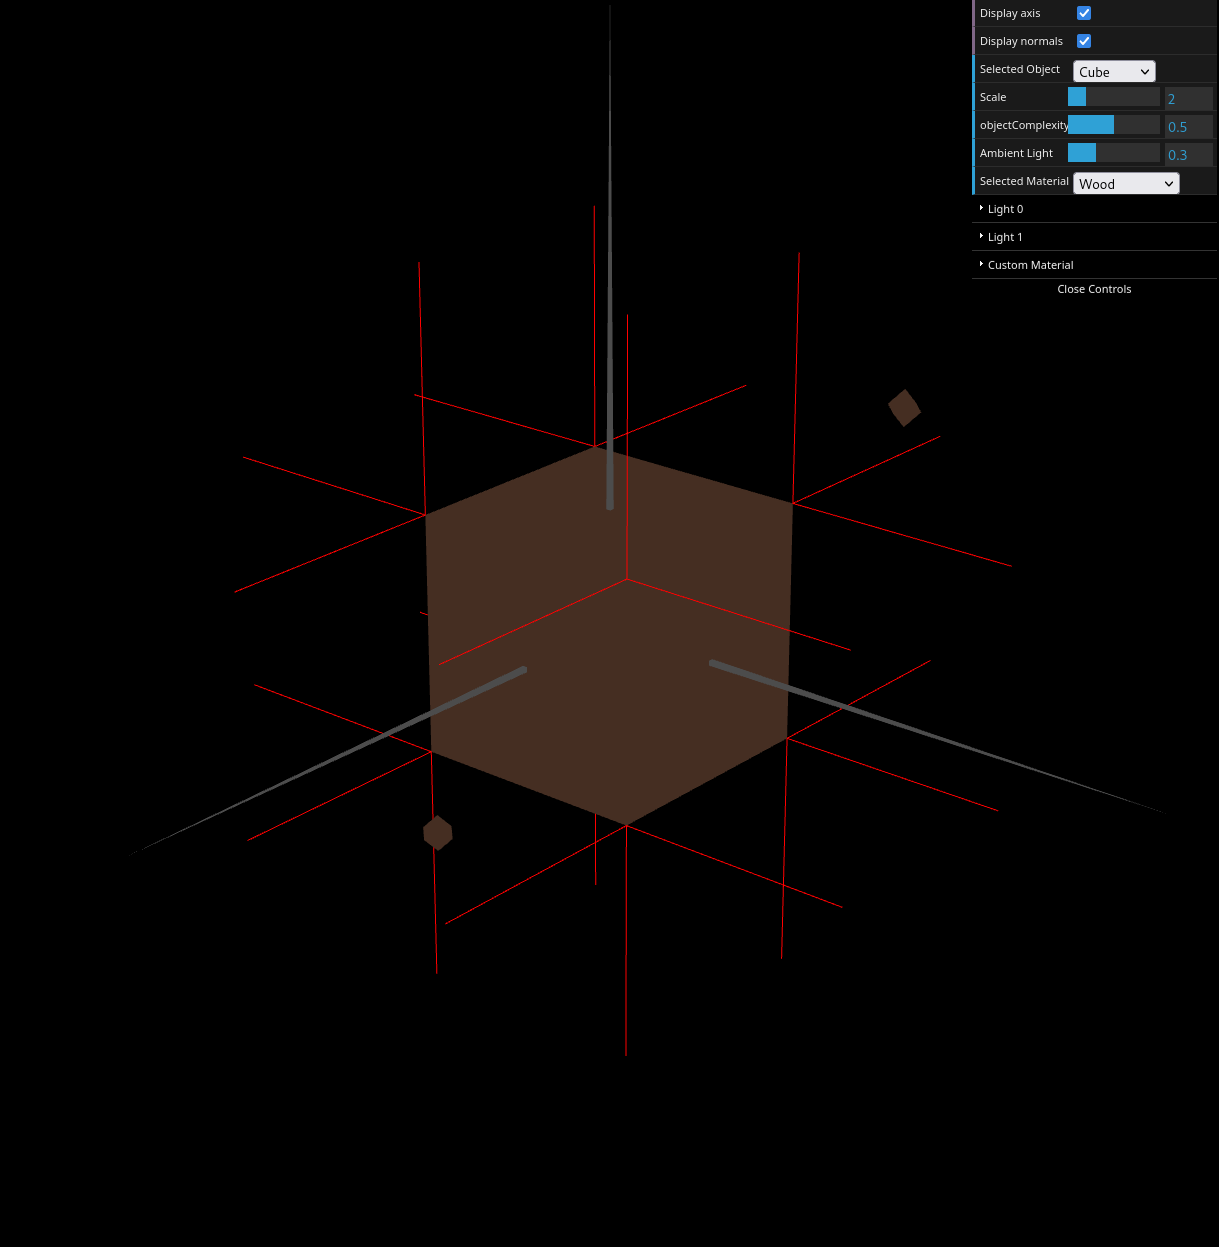 Display axis
Display normals
Selected Object Cube
Scale 2
objectComplexity 0.5
Ambient Light 0.3
Selected Material Wood
Light 0
Light 1
Custom Material
Close Controls